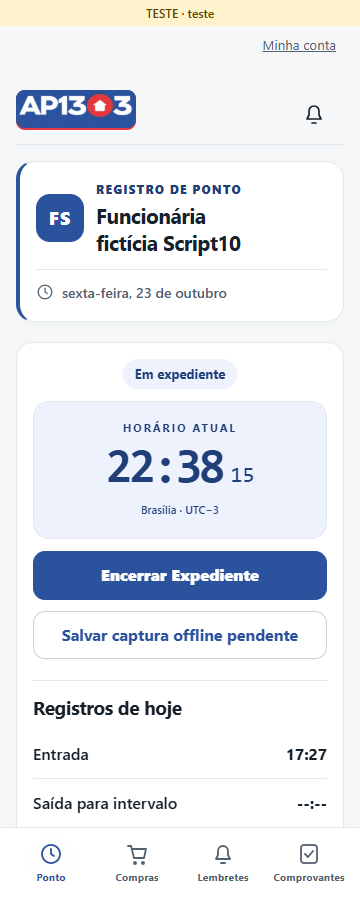 TESTE · teste
Minha conta
AP13 3
REGISTRO DE PONTO
FS
Funcionária
fictícia Script10
sexta-feira, 23 de outubro
Em expediente
HORÁRIO ATUAL
22:38 15
Brasília · UTC−3
Encerrar Expediente
Salvar captura offline pendente
Registros de hoje
Entrada 17:27
Saída para intervalo --:--
Ponto Compras Lembretes Comprovantes